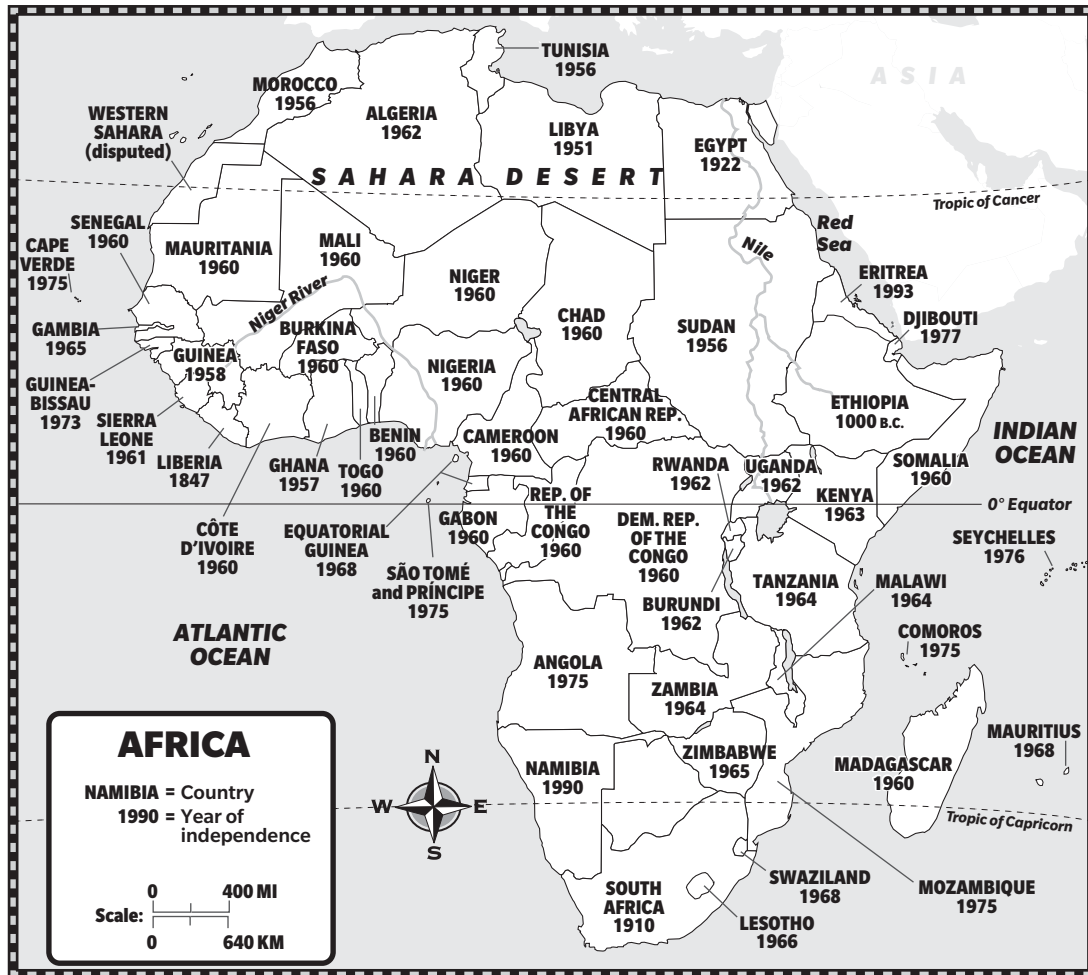 ASIA
TUNISIA
1956
MOROCCO
1956
ALGERIA
1962
LIBYA
1951
EGYPT
1922
WESTERN
SAHARA
(disputed)
SAHARA DESERT
Tropic of Cancer
SENEGAL
1960
CAPE
VERDE
1975
MAURITANIA
1960
MALI
1960
NIGER
1960
Nile
Red
Sea
ERITREA
1993
Niger River
CHAD
1960
SUDAN
1956
DJIBOUTI
1977
GAMBIA
1965
GUINEA
1958
BURKINA
FASO
1960
NIGERIA
1960
GUINEA-
BISSAU
1973
SIERRA
LEONE
1961
LIBERIA
1847
GHANA
1957
TOGO
1960
BENIN
1960
CAMEROON
1960
CENTRAL
AFRICAN REP.
1960
ETHIOPIA
1000 B.C.
INDIAN
OCEAN
RWANDA
1962
UGANDA
1962
KENYA
1963
SOMALIA
1960
0° Equator
CÔTE
D'IVOIRE
1960
EQUATORIAL
GUINEA
1968
GABON
1960
REP. OF
THE
CONGO
1960
DEM. REP.
OF THE
CONGO
1960
SEYCHELLES
1976
SÃO TOMÉ
and PRÍNCIPE
1975
BURUNDI
1962
TANZANIA
1964
MALAWI
1964
COMOROS
1975
ATLANTIC
OCEAN
ANGOLA
1975
ZAMBIA
1964
MAURITIUS
1968
ZIMBABWE
1965
NAMIBIA
1990
MADAGASCAR
1960
Tropic of Capricorn
SWAZILAND
1968
MOZAMBIQUE
1975
SOUTH
AFRICA
1910
LESOTHO
1966
N
W
E
S
AFRICA
NAMIBIA = Country
1990 = Year of
independence
0 400 MI
Scale:
0 640 KM